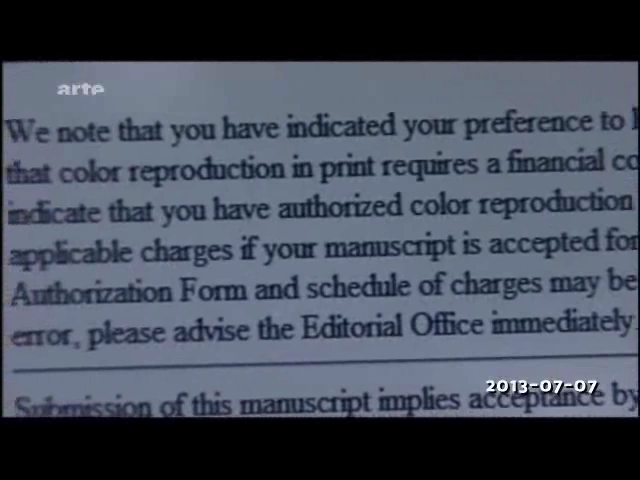 arte
We note that you have indicated your preference to
that color reproduction in print requires a financial
indicate that you have authorized color reproduction
applicable charges if your manuscript is accepted for
Authorization Form and schedule of charges may be
error, please advise the Editorial Office immediately
2013-07-07
Submission of this manuscript implies acceptance by